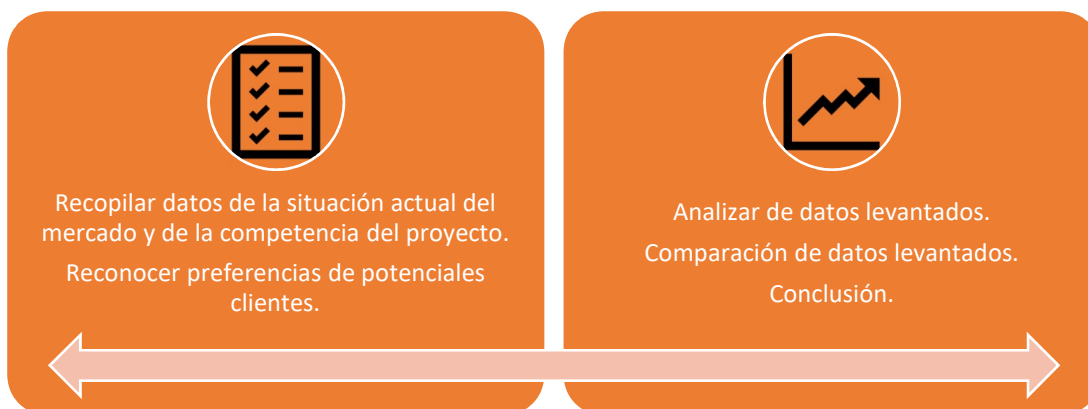 Recopilar datos de la situación actual del
mercado y de la competencia del proyecto.
Reconocer preferencias de potenciales
clientes.
Analizar de datos levantados.
Comparación de datos levantados.
Conclusión.